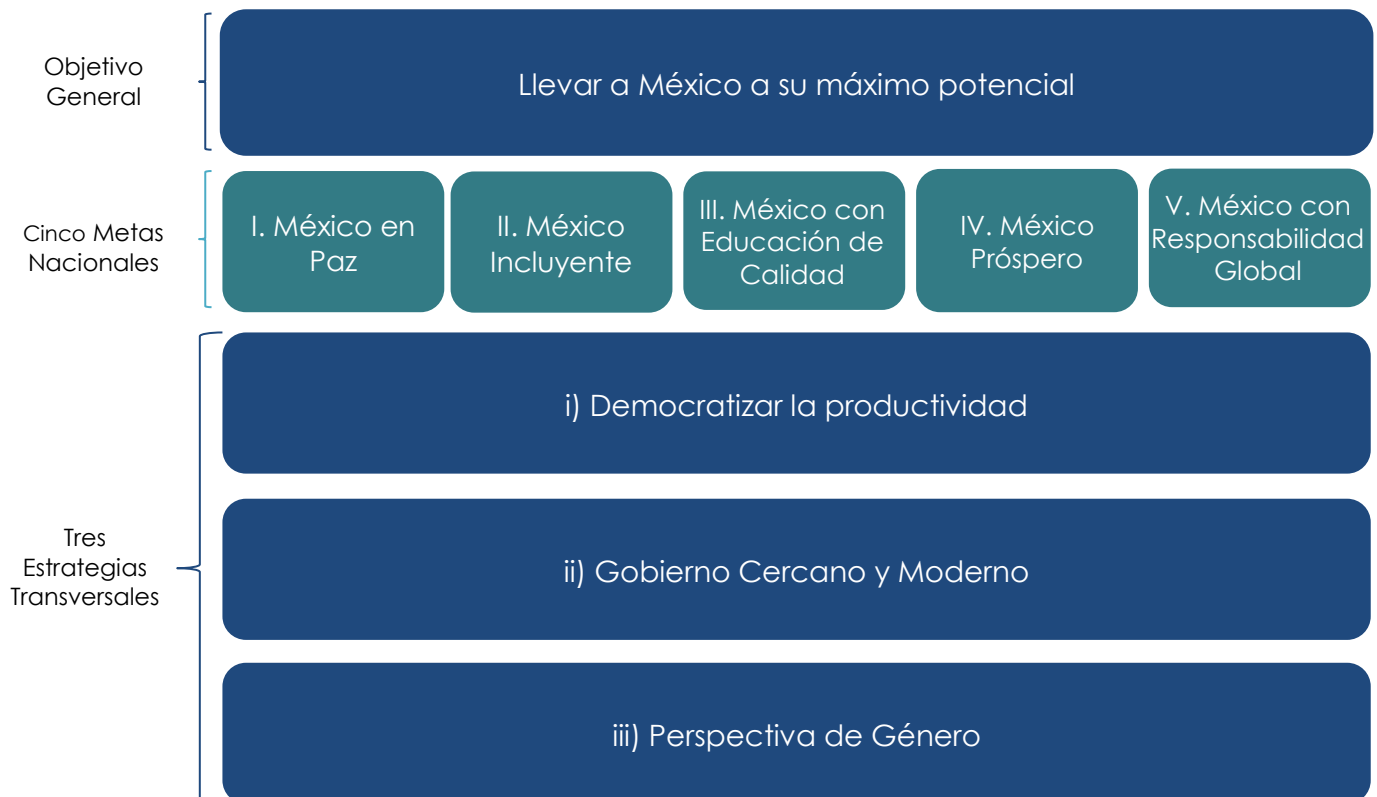 Objetivo
General
Llevar a México a su máximo potencial
Cinco Metas
Nacionales
I. México en
Paz
II. México
Incluyente
III. México con
Educación de
Calidad
IV. México
Próspero
V. México con
Responsabilidad
Global
Tres
Estrategias
Transversales
i) Democratizar la productividad
ii) Gobierno Cercano y Moderno
iii) Perspectiva de Género